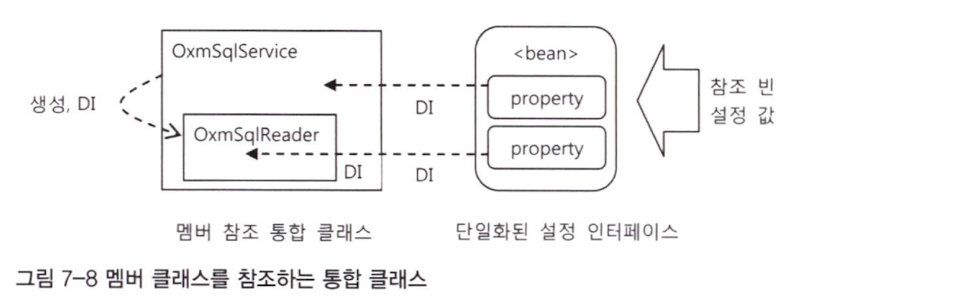 OxmSqlService
<bean>
생성, DI
DI
property
참조 빈
설정 값
OxmSqlReader
DI
DI
property
멤버 참조 통합 클래스
단일화된 설정 인터페이스
그림 7-8 멤버 클래스를 참조하는 통합 클래스